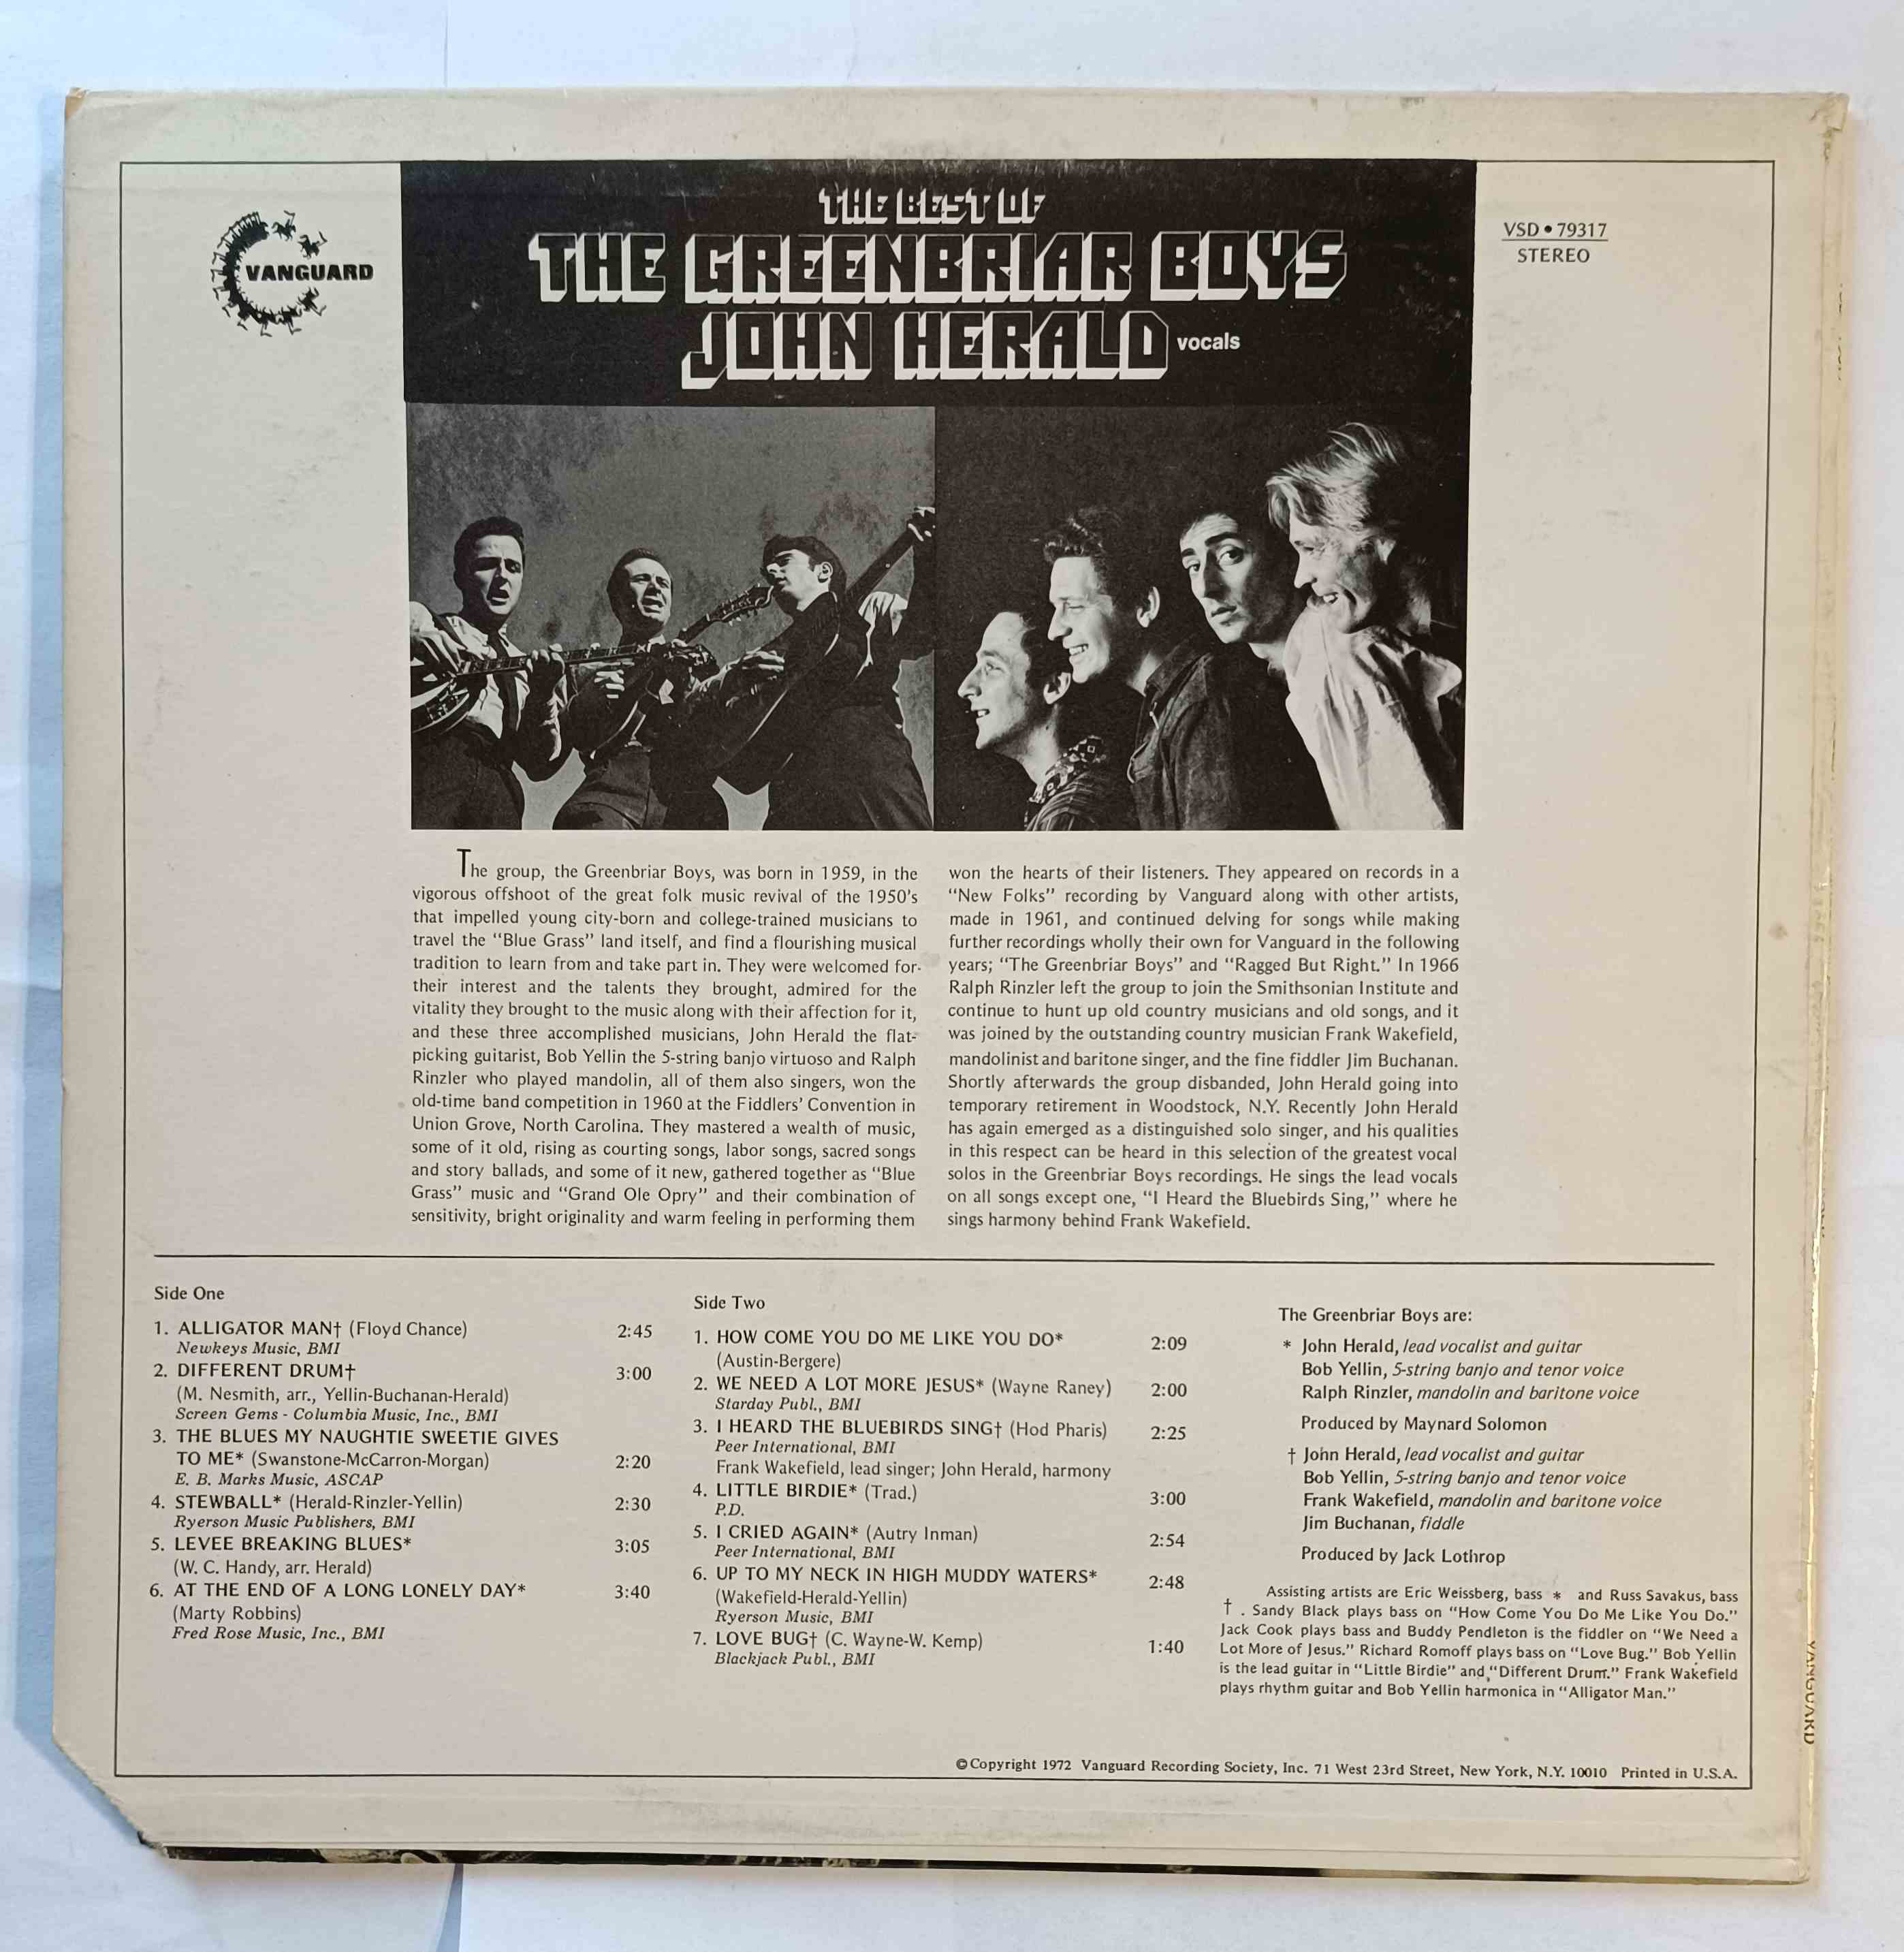 VANGUARD
THE BEST OF
THE GREENBRIAR BOYS
JOHN HERALD vocals
VSD • 79317
STEREO
The group, the Greenbriar Boys, was born in 1959, in the
vigorous offshoot of the great folk music revival of the 1950's
that impelled young city-born and college-trained musicians to
travel the "Blue Grass" land itself, and find a flourishing musical
tradition to learn from and take part in. They were welcomed for
their interest and the talents they brought, admired for the
vitality they brought to the music along with their affection for it,
and these three accomplished musicians, John Herald the flat-
picking guitarist, Bob Yellin the 5-string banjo virtuoso and Ralph
Rinzler who played mandolin, all of them also singers, won the
old-time band competition in 1960 at the Fiddlers' Convention in
Union Grove, North Carolina. They mastered a wealth of music,
some of it old, rising as courting songs, labor songs, sacred songs
and story ballads, and some of it new, gathered together as "Blue
Grass" music and "Grand Ole Opry" and their combination of
sensitivity, bright originality and warm feeling in performing them
won the hearts of their listeners. They appeared on records in a
"New Folks" recording by Vanguard along with other artists,
made in 1961, and continued delving for songs while making
further recordings wholly their own for Vanguard in the following
years; "The Greenbriar Boys" and "Ragged But Right." In 1966
Ralph Rinzler left the group to join the Smithsonian Institute and
continue to hunt up old country musicians and old songs, and it
was joined by the outstanding country musician Frank Wakefield,
mandolinist and baritone singer, and the fine fiddler Jim Buchanan.
Shortly afterwards the group disbanded, John Herald going into
temporary retirement in Woodstock, N.Y. Recently John Herald
has again emerged as a distinguished solo singer, and his qualities
in this respect can be heard in this selection of the greatest vocal
solos in the Greenbriar Boys recordings. He sings the lead vocals
on all songs except one, "I Heard the Bluebirds Sing," where he
sings harmony behind Frank Wakefield.
Side One
1. ALLIGATOR MAN† (Floyd Chance) 2:45
Newkeys Music, BMI
2. DIFFERENT DRUM† 3:00
(M. Nesmith, arr., Yellin-Buchanan-Herald)
Screen Gems - Columbia Music, Inc., BMI
3. THE BLUES MY NAUGHTIE SWEETIE GIVES
TO ME* (Swanstone-McCarron-Morgan) 2:20
E. B. Marks Music, ASCAP
4. STEWBALL* (Herald-Rinzler-Yellin) 2:30
Ryerson Music Publishers, BMI
5. LEVEE BREAKING BLUES* 3:05
(W. C. Handy, arr. Herald)
6. AT THE END OF A LONG LONELY DAY* 3:40
(Marty Robbins)
Fred Rose Music, Inc., BMI
Side Two
1. HOW COME YOU DO ME LIKE YOU DO* 2:09
(Austin-Bergere)
2. WE NEED A LOT MORE JESUS* (Wayne Raney) 2:00
Starday Publ., BMI
3. I HEARD THE BLUEBIRDS SING† (Hod Pharis) 2:25
Peer International, BMI
Frank Wakefield, lead singer; John Herald, harmony
4. LITTLE BIRDIE* (Trad.) 3:00
P.D.
5. I CRIED AGAIN* (Autry Inman) 2:54
Peer International, BMI
6. UP TO MY NECK IN HIGH MUDDY WATERS* 2:48
(Wakefield-Herald-Yellin)
Ryerson Music, BMI
7. LOVE BUG† (C. Wayne-W. Kemp) 1:40
Blackjack Publ., BMI
The Greenbriar Boys are:
* John Herald, lead vocalist and guitar
Bob Yellin, 5-string banjo and tenor voice
Ralph Rinzler, mandolin and baritone voice
Produced by Maynard Solomon
† John Herald, lead vocalist and guitar
Bob Yellin, 5-string banjo and tenor voice
Frank Wakefield, mandolin and baritone voice
Jim Buchanan, fiddle
Produced by Jack Lothrop
Assisting artists are Eric Weissberg, bass * and Russ Savakus, bass
† . Sandy Black plays bass on "How Come You Do Me Like You Do."
Jack Cook plays bass and Buddy Pendleton is the fiddler on "We Need a
Lot More of Jesus." Richard Romoff plays bass on "Love Bug." Bob Yellin
is the lead guitar in "Little Birdie" and "Different Drum." Frank Wakefield
plays rhythm guitar and Bob Yellin harmonica in "Alligator Man."
© Copyright 1972 Vanguard Recording Society, Inc. 71 West 23rd Street, New York, N.Y. 10010 Printed in U.S.A.
VANGUARD